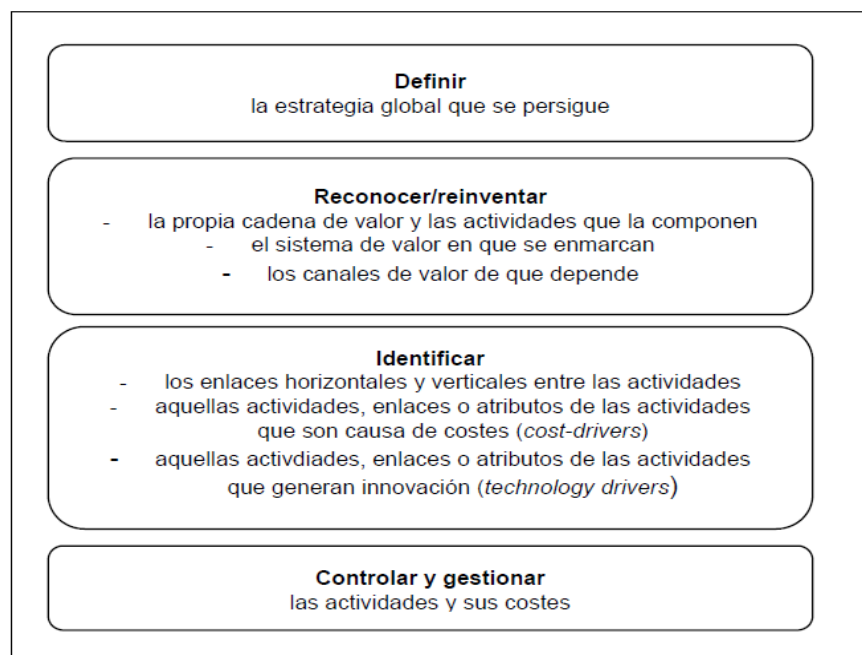 Definir
la estrategia global que se persigue
Reconocer/reinventar
- la propia cadena de valor y las actividades que la componen
- el sistema de valor en que se enmarcan
- los canales de valor de que depende
Identificar
- los enlaces horizontales y verticales entre las actividades
- aquellas actividades, enlaces o atributos de las actividades
que son causa de costes (cost-drivers)
- aquellas activdiades, enlaces o atributos de las actividades
que generan innovación (technology drivers)
Controlar y gestionar
las actividades y sus costes